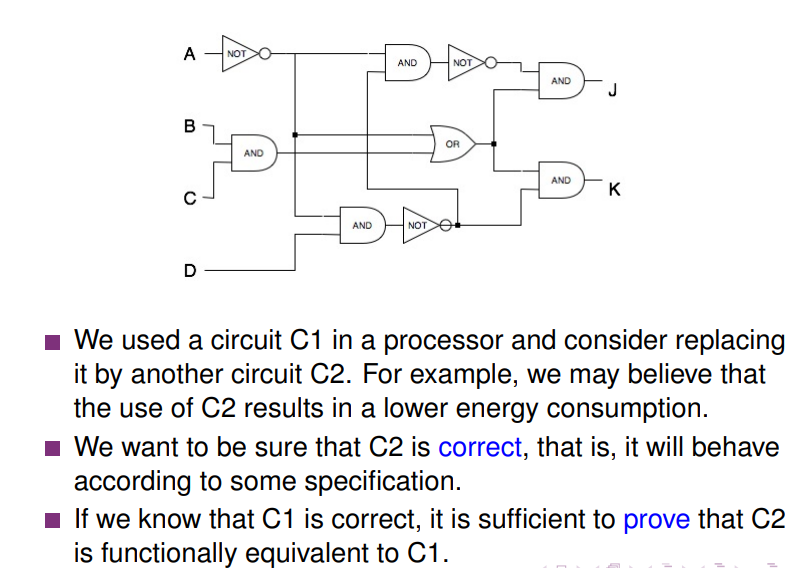 A NOT AND NOT AND J
B AND OR
C AND K
AND NOT
D
We used a circuit C1 in a processor and consider replacing
it by another circuit C2. For example, we may believe that
the use of C2 results in a lower energy consumption.
We want to be sure that C2 is correct, that is, it will behave
according to some specification.
If we know that C1 is correct, it is sufficient to prove that C2
is functionally equivalent to C1.